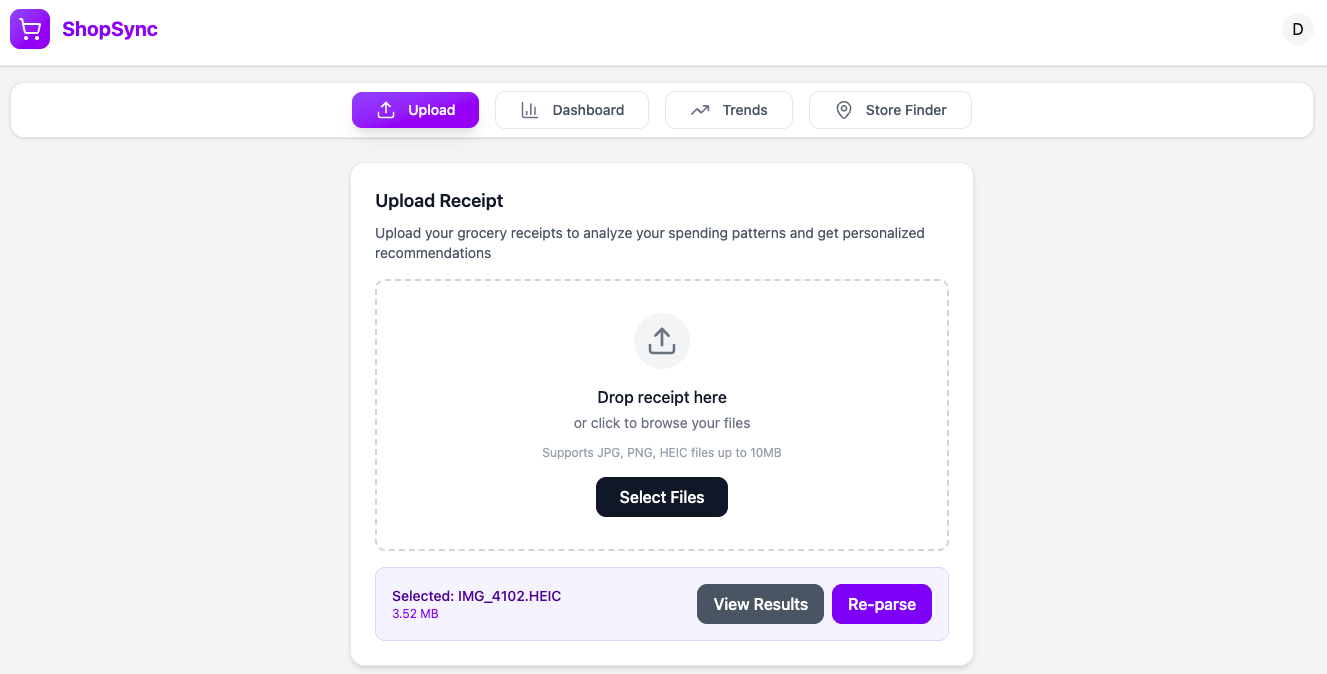 ShopSync
D
Upload
Dashboard
Trends
Store Finder
Upload Receipt
Upload your grocery receipts to analyze your spending patterns and get personalized
recommendations
Drop receipt here
or click to browse your files
Supports JPG, PNG, HEIC files up to 10MB
Select Files
Selected: IMG_4102.HEIC
3.52 MB
View Results
Re-parse